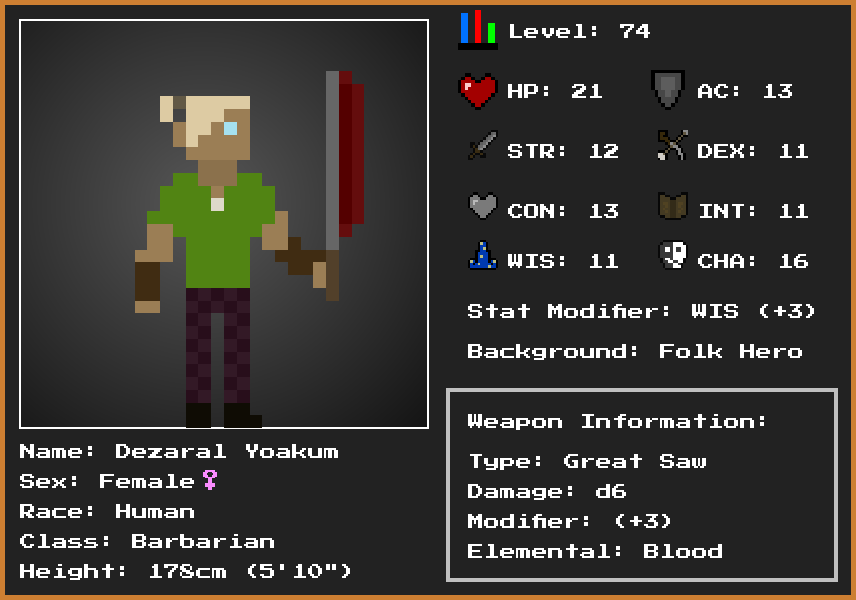 Level: 74
HP: 21 AC: 13
STR: 12 DEX: 11
CON: 13 INT: 11
WIS: 11 CHA: 16
Stat Modifier: WIS (+3)
Background: Folk Hero
Weapon Information:
Type: Great Saw
Damage: d6
Modifier: (+3)
Elemental: Blood
Name: Dezaral Yoakum
Sex: Female♀
Race: Human
Class: Barbarian
Height: 178cm (5'10")